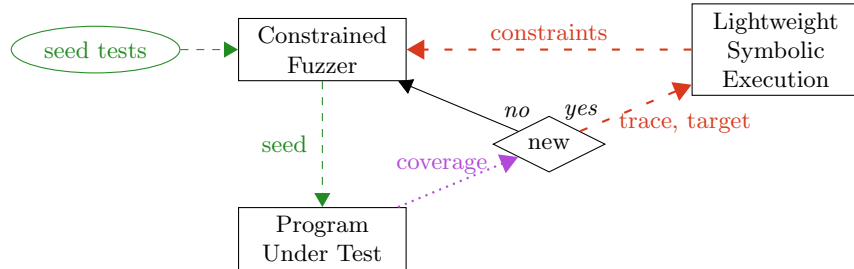 seed tests
Constrained
Fuzzer
constraints
Lightweight
Symbolic
Execution
no
yes
trace, target
new
seed
coverage
Program
Under Test